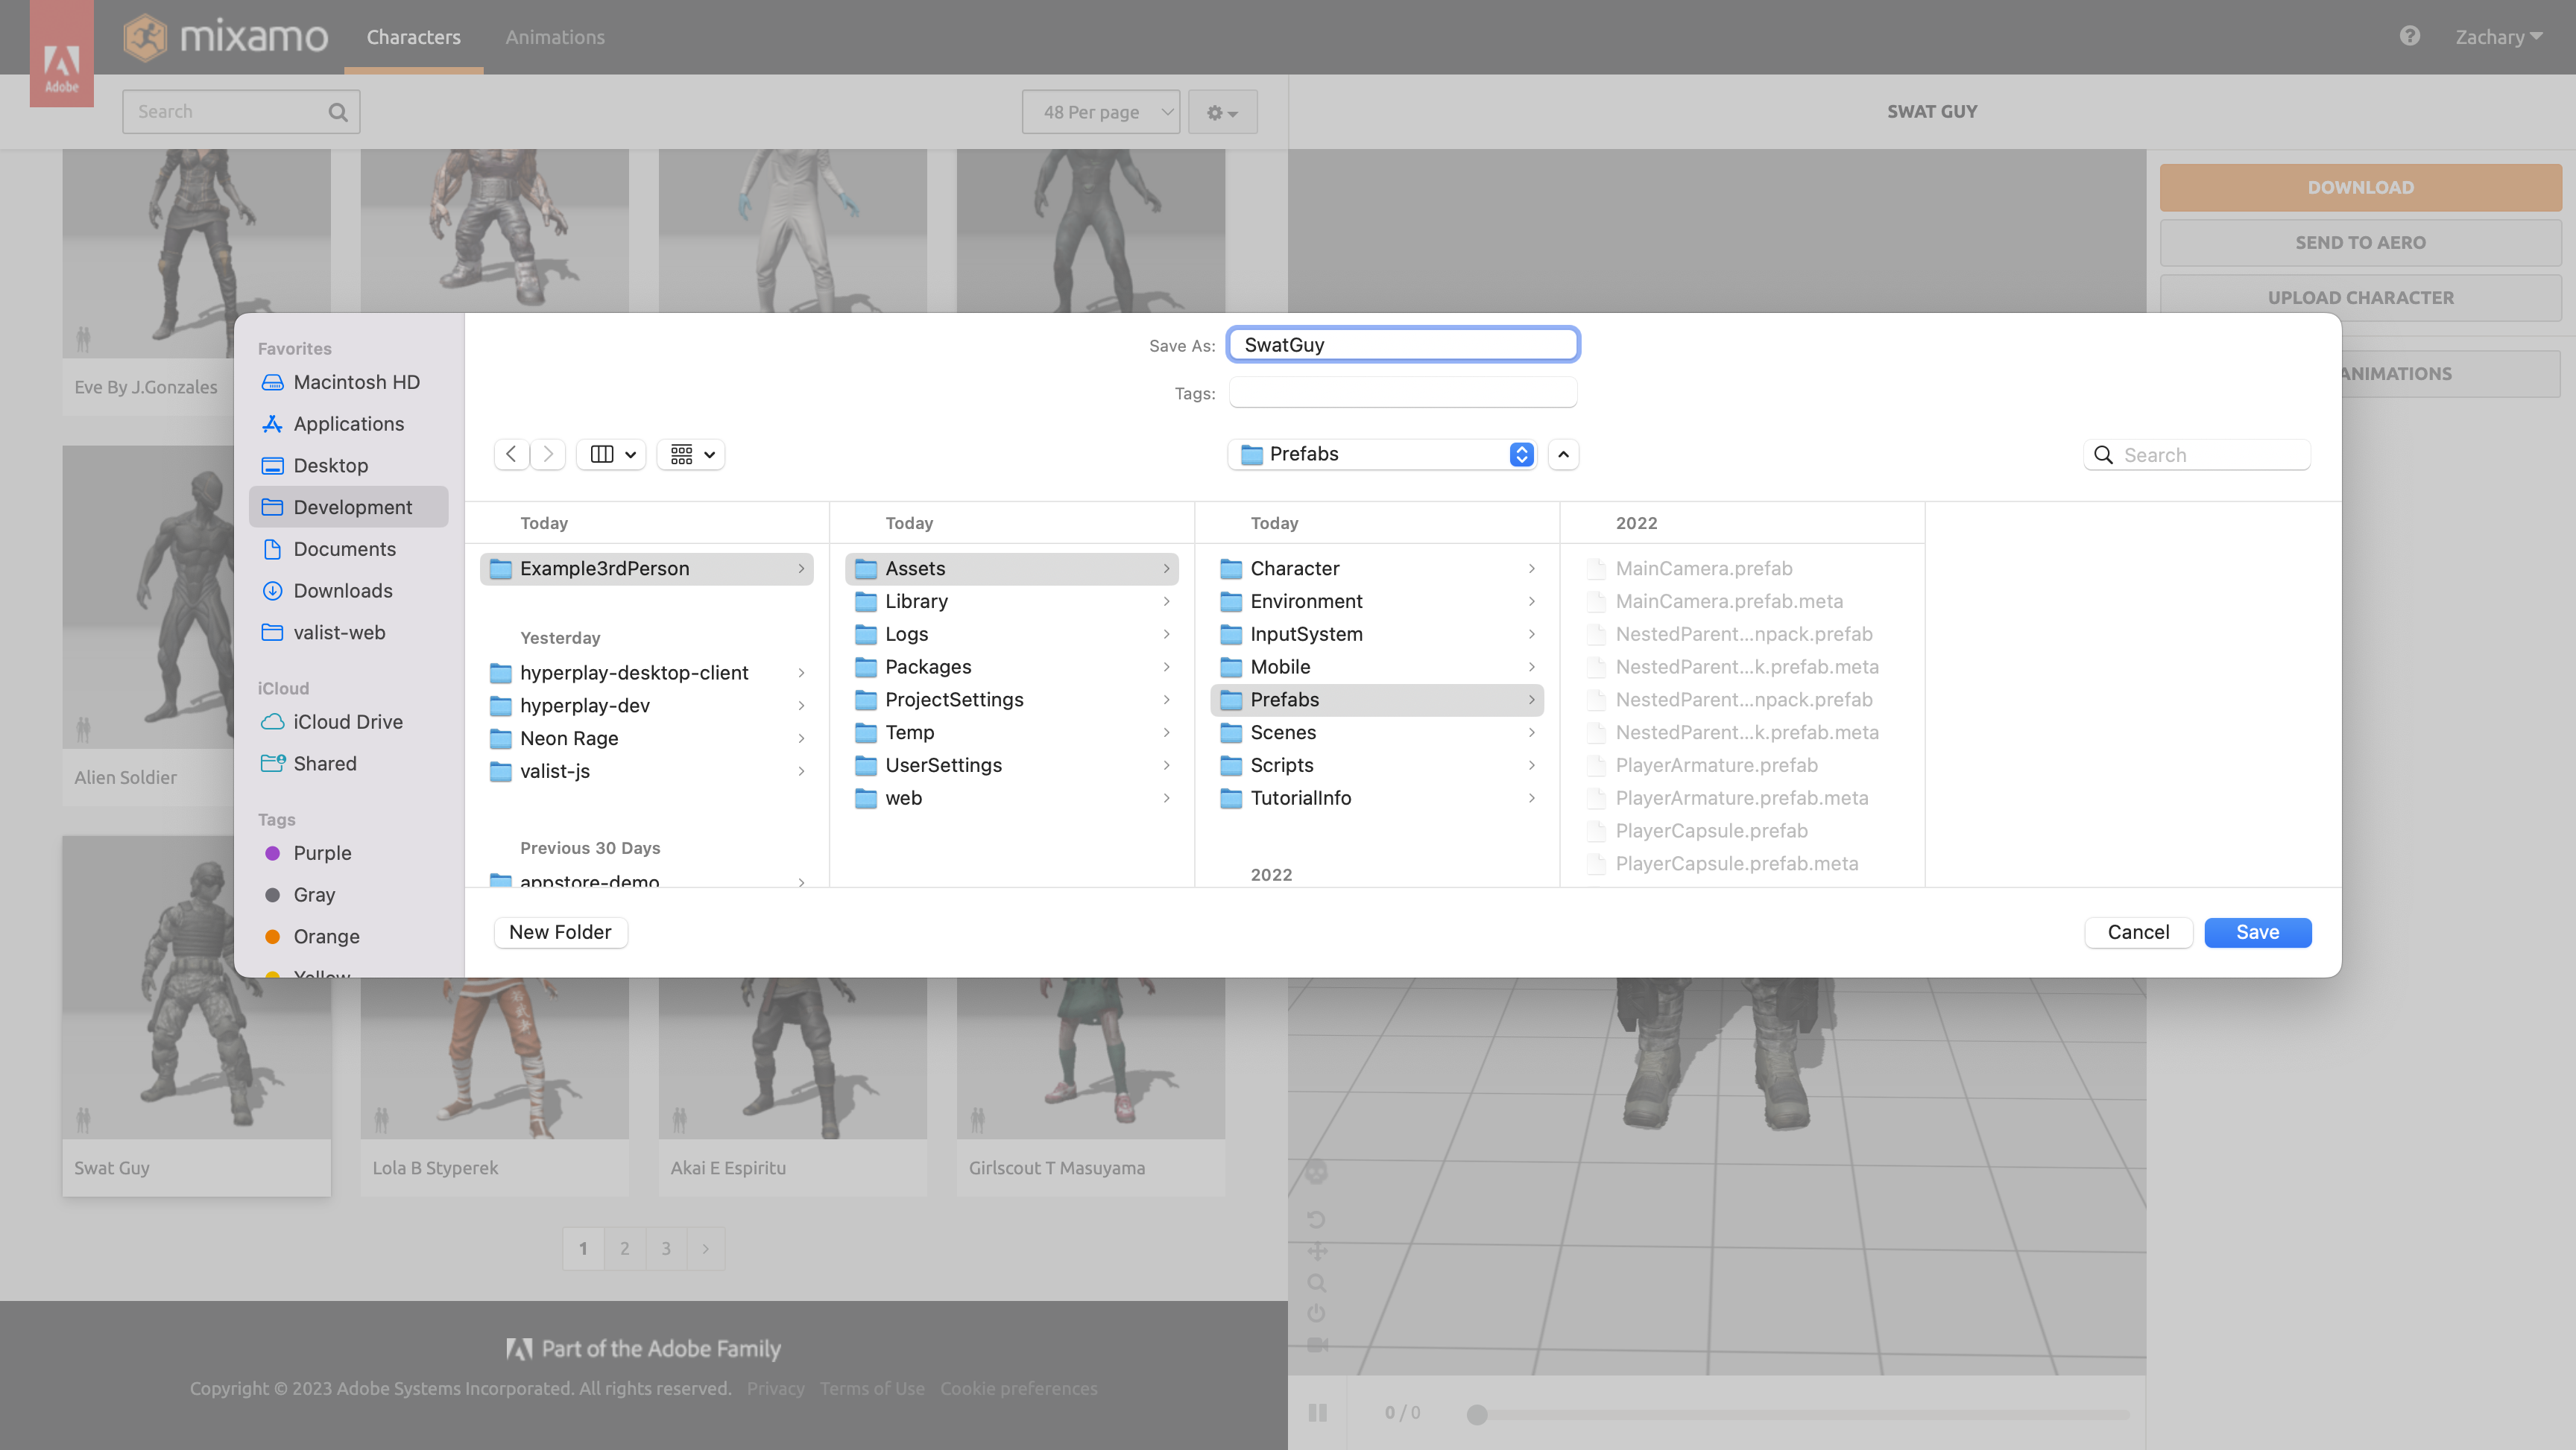 Adobe
mixamo
Characters
Animations
Zachary
Search
48 Per page
SWAT GUY
DOWNLOAD
SEND TO AERO
UPLOAD CHARACTER
ANIMATIONS
Eve By J.Gonzales
Alien Soldier
Swat Guy
Lola B Styperek
Akai E Espiritu
Girlscout T Masuyama
Favorites
Macintosh HD
Applications
Desktop
Development
Documents
Downloads
valist-web
iCloud
iCloud Drive
Shared
Tags
Purple
Gray
Orange
Yellow
Save As: SwatGuy
Tags:
Prefabs
Search
Today
Example3rdPerson
Yesterday
hyperplay-desktop-client
hyperplay-dev
Neon Rage
valist-js
Previous 30 Days
appstore-demo
Today
Assets
Library
Logs
Packages
ProjectSettings
Temp
UserSettings
web
Today
Character
Environment
InputSystem
Mobile
Prefabs
Scenes
Scripts
TutorialInfo
2022
2022
MainCamera.prefab
MainCamera.prefab.meta
NestedParent...npack.prefab
NestedParent...k.prefab.meta
NestedParent...npack.prefab
NestedParent...k.prefab.meta
PlayerArmature.prefab
PlayerArmature.prefab.meta
PlayerCapsule.prefab
PlayerCapsule.prefab.meta
New Folder
Cancel
Save
1 2 3 >
Part of the Adobe Family
Copyright © 2023 Adobe Systems Incorporated. All rights reserved. Privacy Terms of Use Cookie preferences
0 / 0